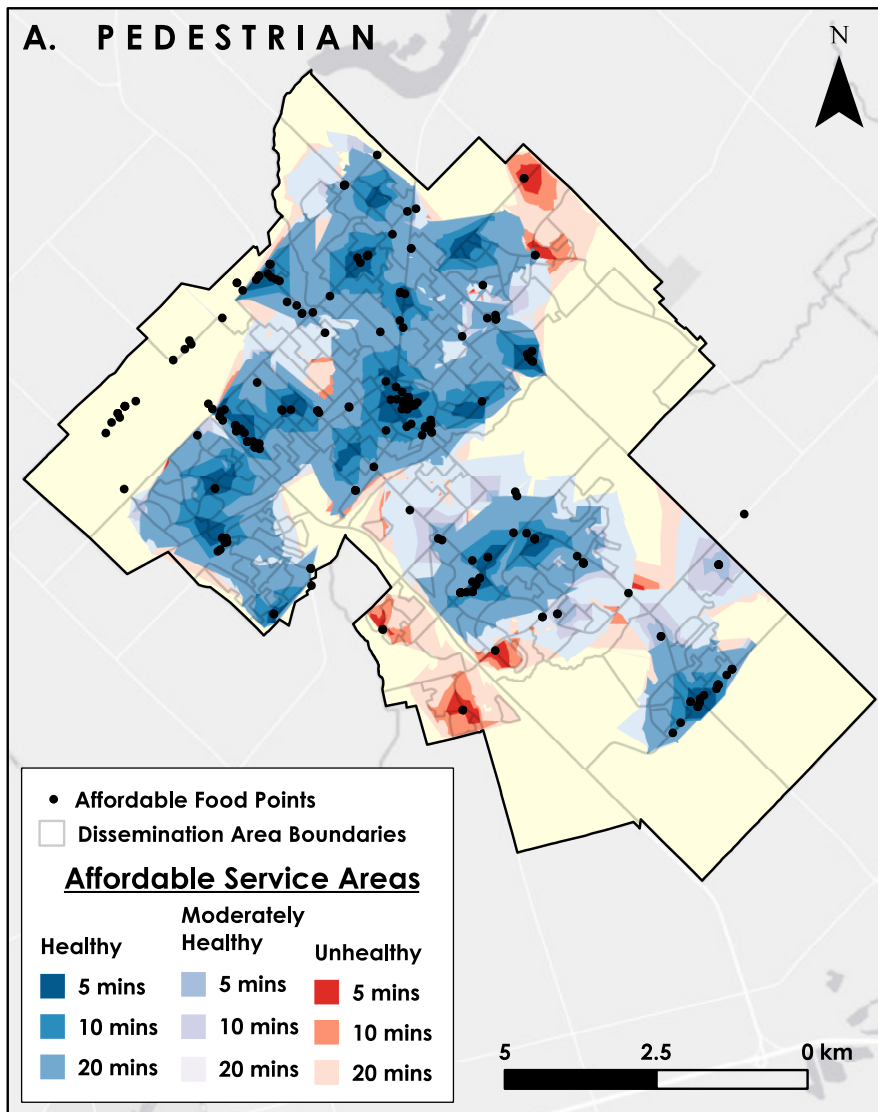 A. PEDESTRIAN
N
Affordable Food Points
Dissemination Area Boundaries
Affordable Service Areas
Healthy
5 mins
10 mins
20 mins
Moderately
Healthy
5 mins
10 mins
20 mins
Unhealthy
5 mins
10 mins
20 mins
5 2.5 0 km